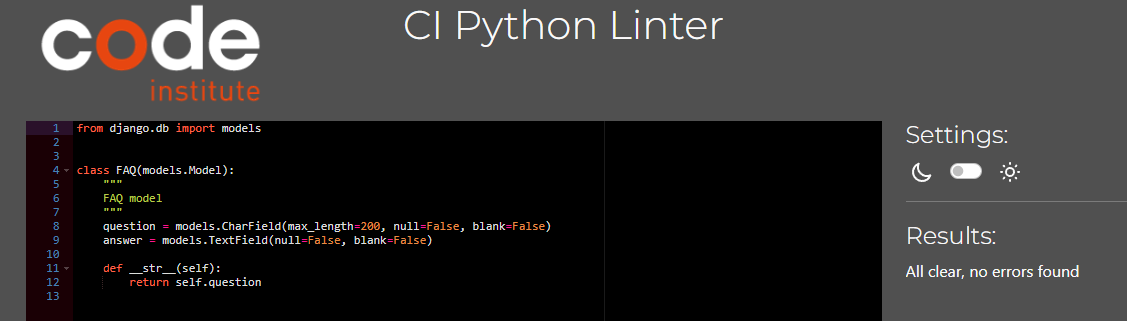 code
institute
CI Python Linter
1 from django.db import models
2
3
4 class FAQ(models.Model):
5     """
6     FAQ model
7     """
8     question = models.CharField(max_length=200, null=False, blank=False)
9     answer = models.TextField(null=False, blank=False)
10
11     def __str__(self):
12         return self.question
13
Settings:
Results:
All clear, no errors found